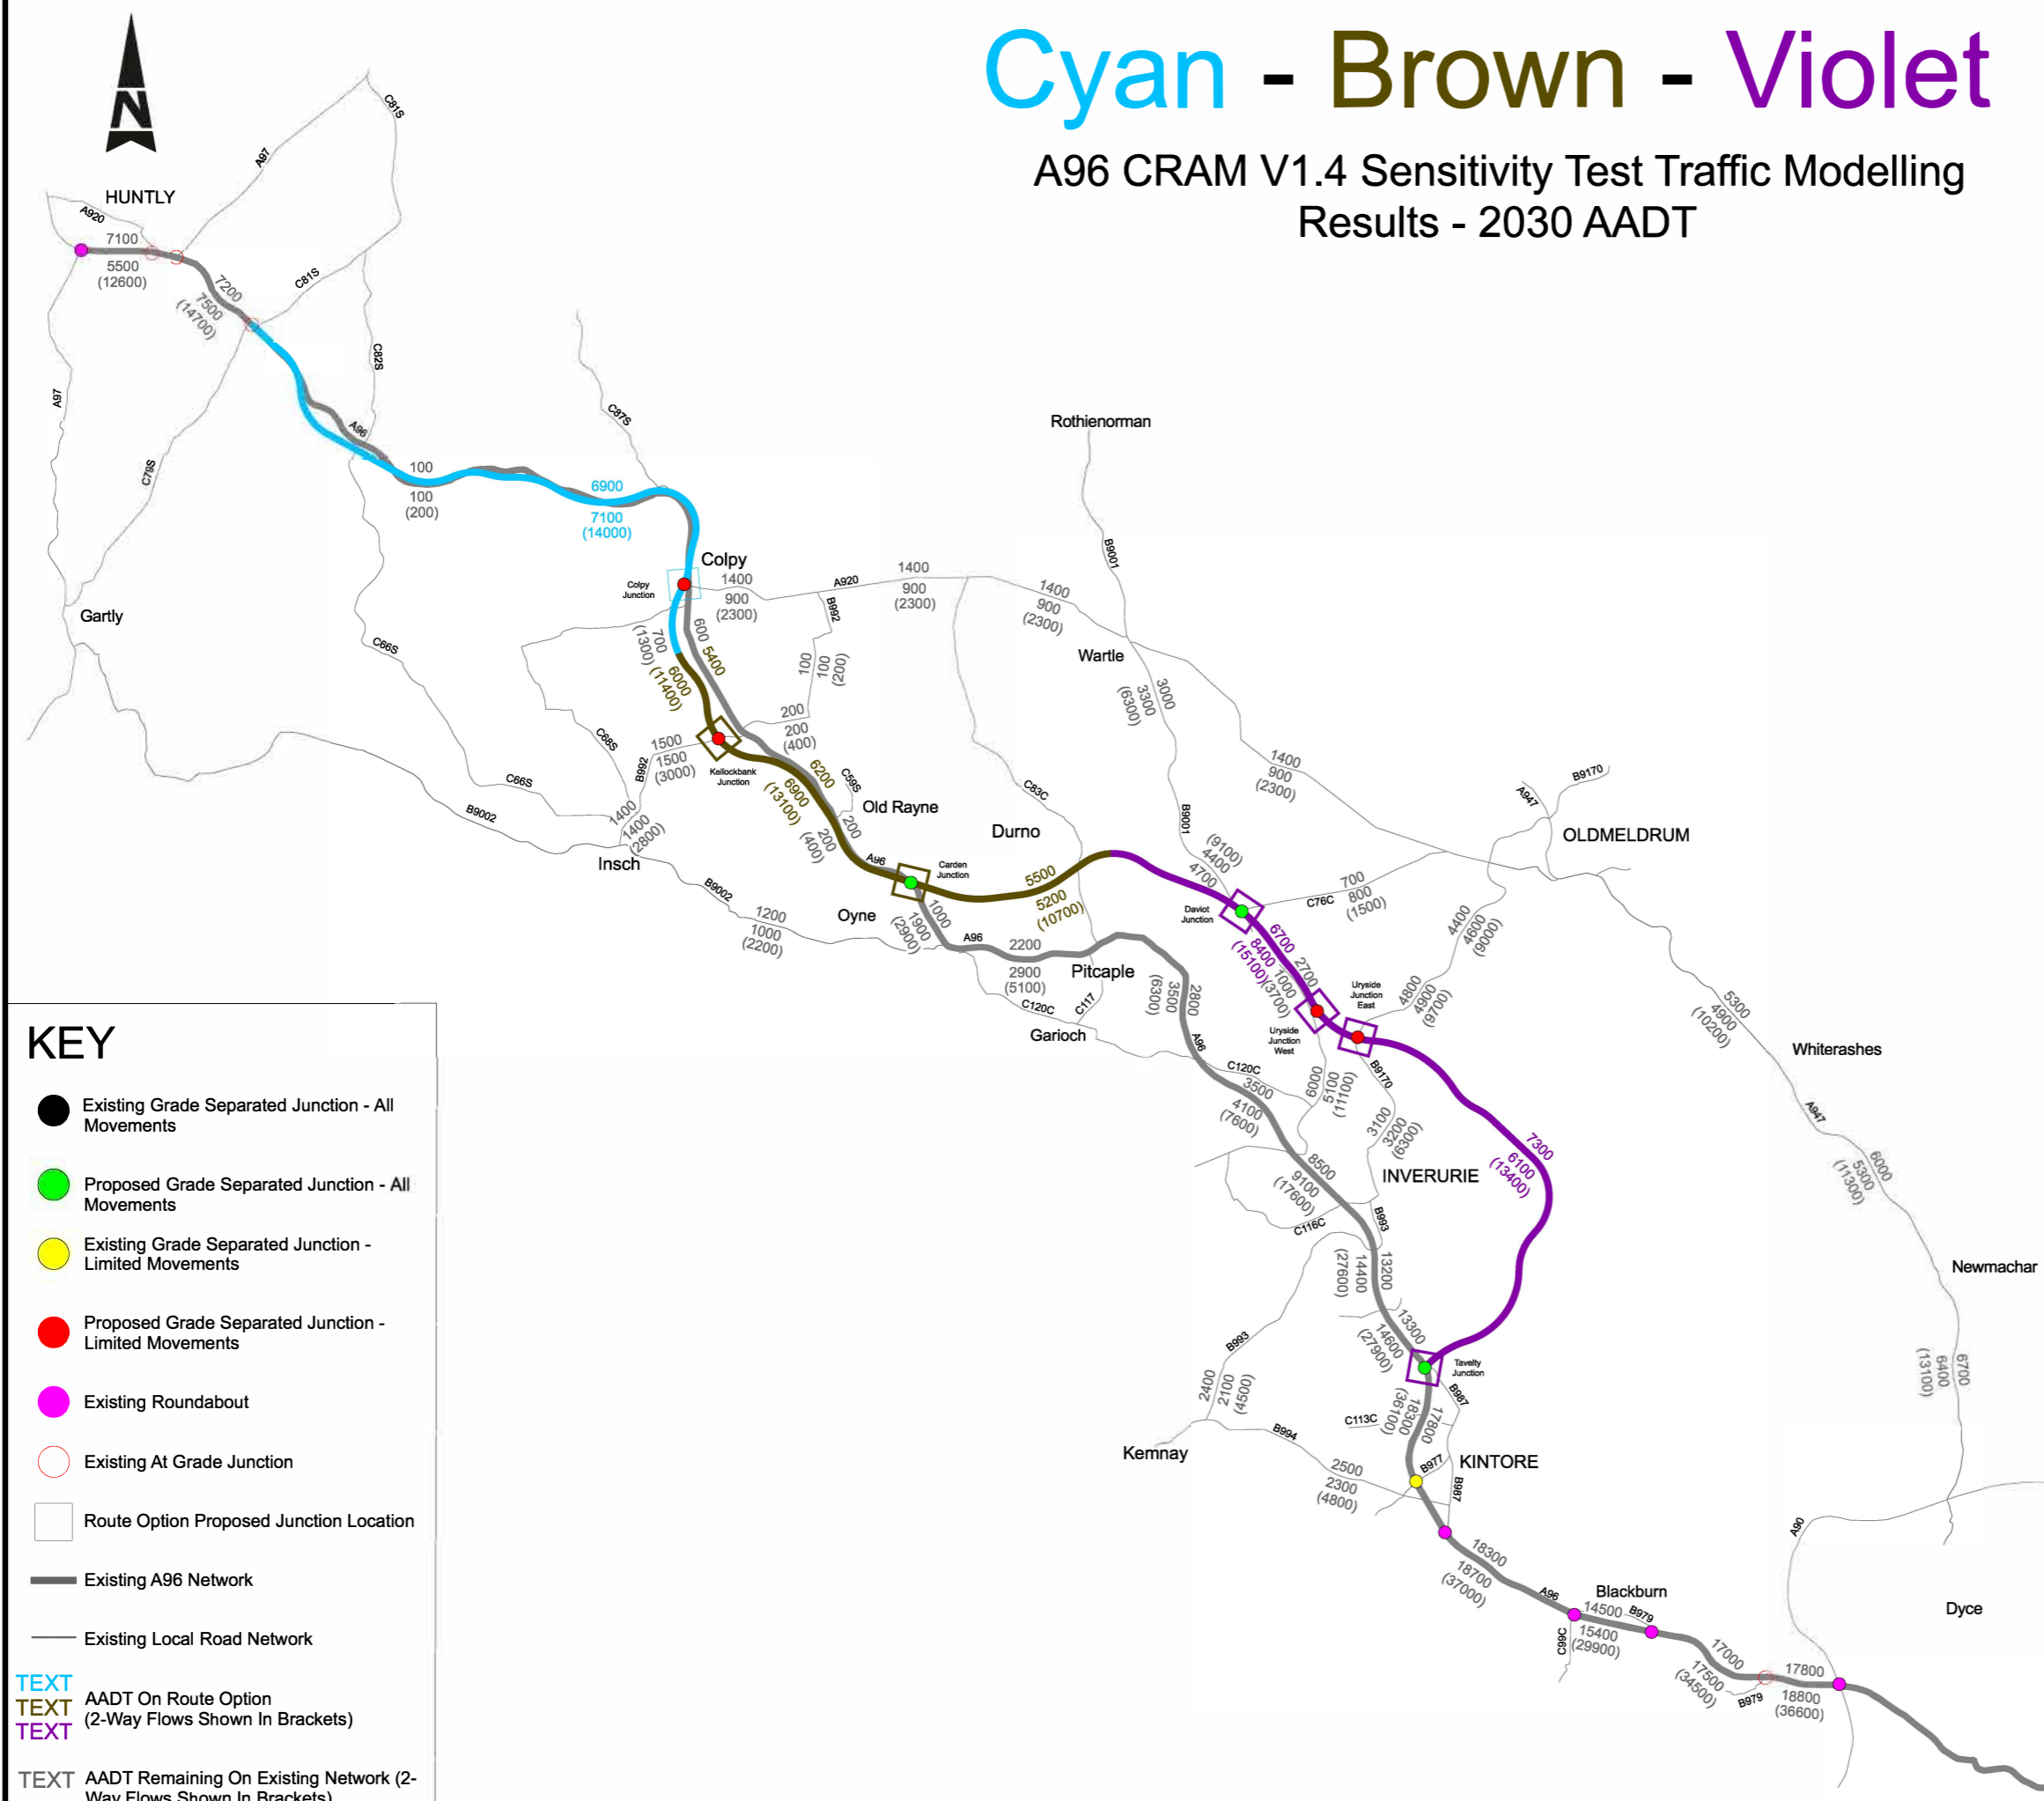 Cyan - Brown - Violet
A96 CRAM V1.4 Sensitivity Test Traffic Modelling
Results - 2030 AADT
N
C81S
A97
HUNTLY
A920
7100
5500
(12600)
C81S
7200
7500
(14700)
C82S
A97
A96
C87S
Rothienorman
C79S
100
100
(200)
6900
7100
(14000)
B9001
Colpy
Colpy
Junction
1400
900
(2300)
A920
1400
900
(2300)
1400
900
(2300)
B992
Gartly
C66S
600
700
(1300)
5400
6000
(11400)
100
100
(200)
Wartle
3000
3300
(6300)
200
200
(400)
C68S
1500
1500
(3000)
B992
Kellockbank
Junction
6200
6900
(13100)
C59S
1400
900
(2300)
C66S
B9002
1400
1400
(2800)
Insch
Old Rayne
200
200
(400)
C83C
Durno
B9001
A947
B9170
OLDMELDRUM
A96
Carden
Junction
5500
5200
(10700)
(9100)
4400
4700
Daviot
Junction
C76C
700
800
(1500)
B9002
1200
1000
(2200)
Oyne
1000
1900
(2900)
A96
2200
2900
(5100)
Pitcaple
6700
8400
(15100)
2700
1000
(3700)
4400
4600
(9000)
C120C
C117
Garioch
2800
3500
(6300)
A96
Uryside
Junction
East
4800
4900
(9700)
Uryside
Junction
West
5300
4900
(10200)
Whiterashes
C120C
3500
4100
(7600)
6000
5100
(11100)
B9170
3100
3200
(6300)
A947
7300
6100
(13400)
INVERURIE
8500
9100
(17600)
6000
5300
(11300)
C116C
B993
13200
14400
(27600)
Newmachar
13300
14600
(27900)
Tavelty
Junction
B993
2400
2100
(4500)
B987
C113C
17800
18300
(36100)
6700
6400
(13100)
Kemnay
B994
2500
2300
(4800)
B977
KINTORE
B987
A90
18300
18700
(37000)
A96
Blackburn
14500
B979
15400
(29900)
C99C
Dyce
17000
17500
(34500)
B979
17800
18800
(36600)
KEY
Existing Grade Separated Junction - All
Movements
Proposed Grade Separated Junction - All
Movements
Existing Grade Separated Junction -
Limited Movements
Proposed Grade Separated Junction -
Limited Movements
Existing Roundabout
Existing At Grade Junction
Route Option Proposed Junction Location
Existing A96 Network
Existing Local Road Network
TEXT
TEXT
TEXT
AADT On Route Option
(2-Way Flows Shown In Brackets)
TEXT
AADT Remaining On Existing Network (2-
Way Flows Shown In Brackets)